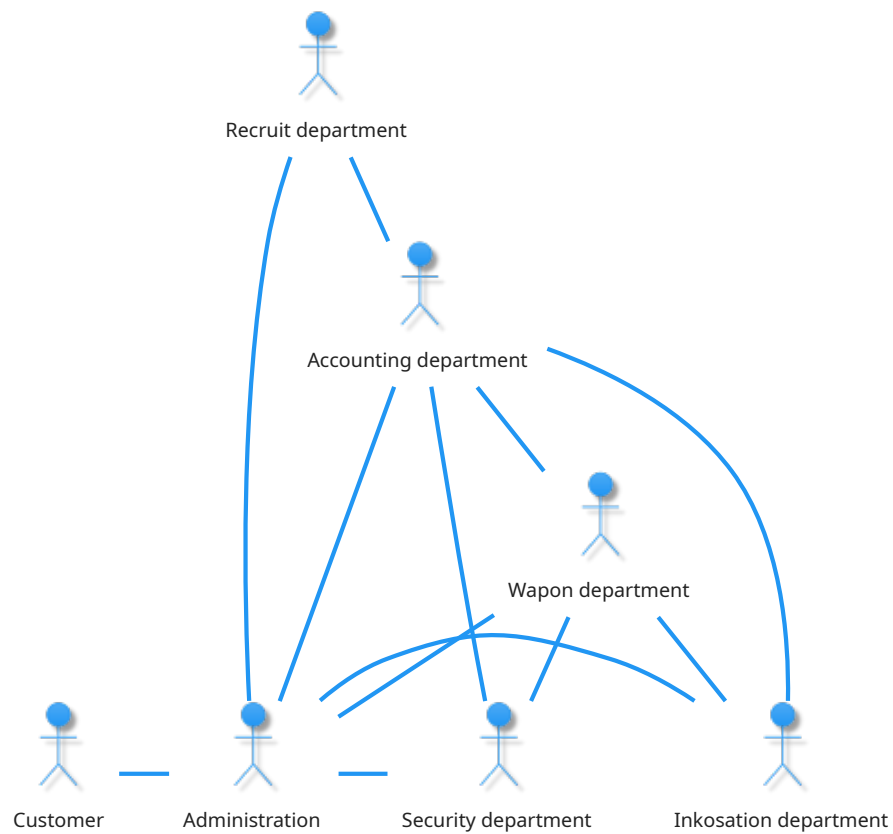 Recruit department
Accounting department
Wapon department
Customer
Administration
Security department
Inkosation department